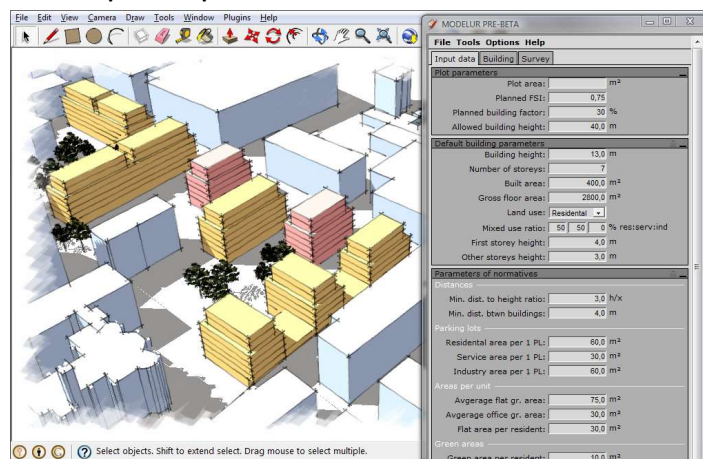 File Edit View Camera Draw Tools Window Plugins Help
Select objects. Shift to extend select. Drag mouse to select multiple.
MODELUR PRE-BETA
File Tools Options Help
Input data Building Survey
Plot parameters
Plot area: m²
Planned FSI: 0,75
Planned building factor: 30 %
Allowed building height: 40,0 m
Default building parameters
Building height: 13,0 m
Number of storeys: 7
Built area: 400,0 m²
Gross floor area: 2800,0 m²
Land use: Residental
Mixed use ratio: 50 50 0 % res:serv:ind
First storey height: 4,0 m
Other storeys height: 3,0 m
Parameters of normatives
Distances
Min. dist. to height ratio: 3,0 h/x
Min. dist. btwn buildings: 4,0 m
Parking lots
Residental area per 1 PL: 60,0 m²
Service area per 1 PL: 30,0 m²
Industry area per 1 PL: 60,0 m²
Areas per unit
Avgerage flat gr. area: 75,0 m²
Avgerage office gr. area: 30,0 m²
Flat area per resident: 30,0 m²
Green areas
Green area per resident: 10,0 m²